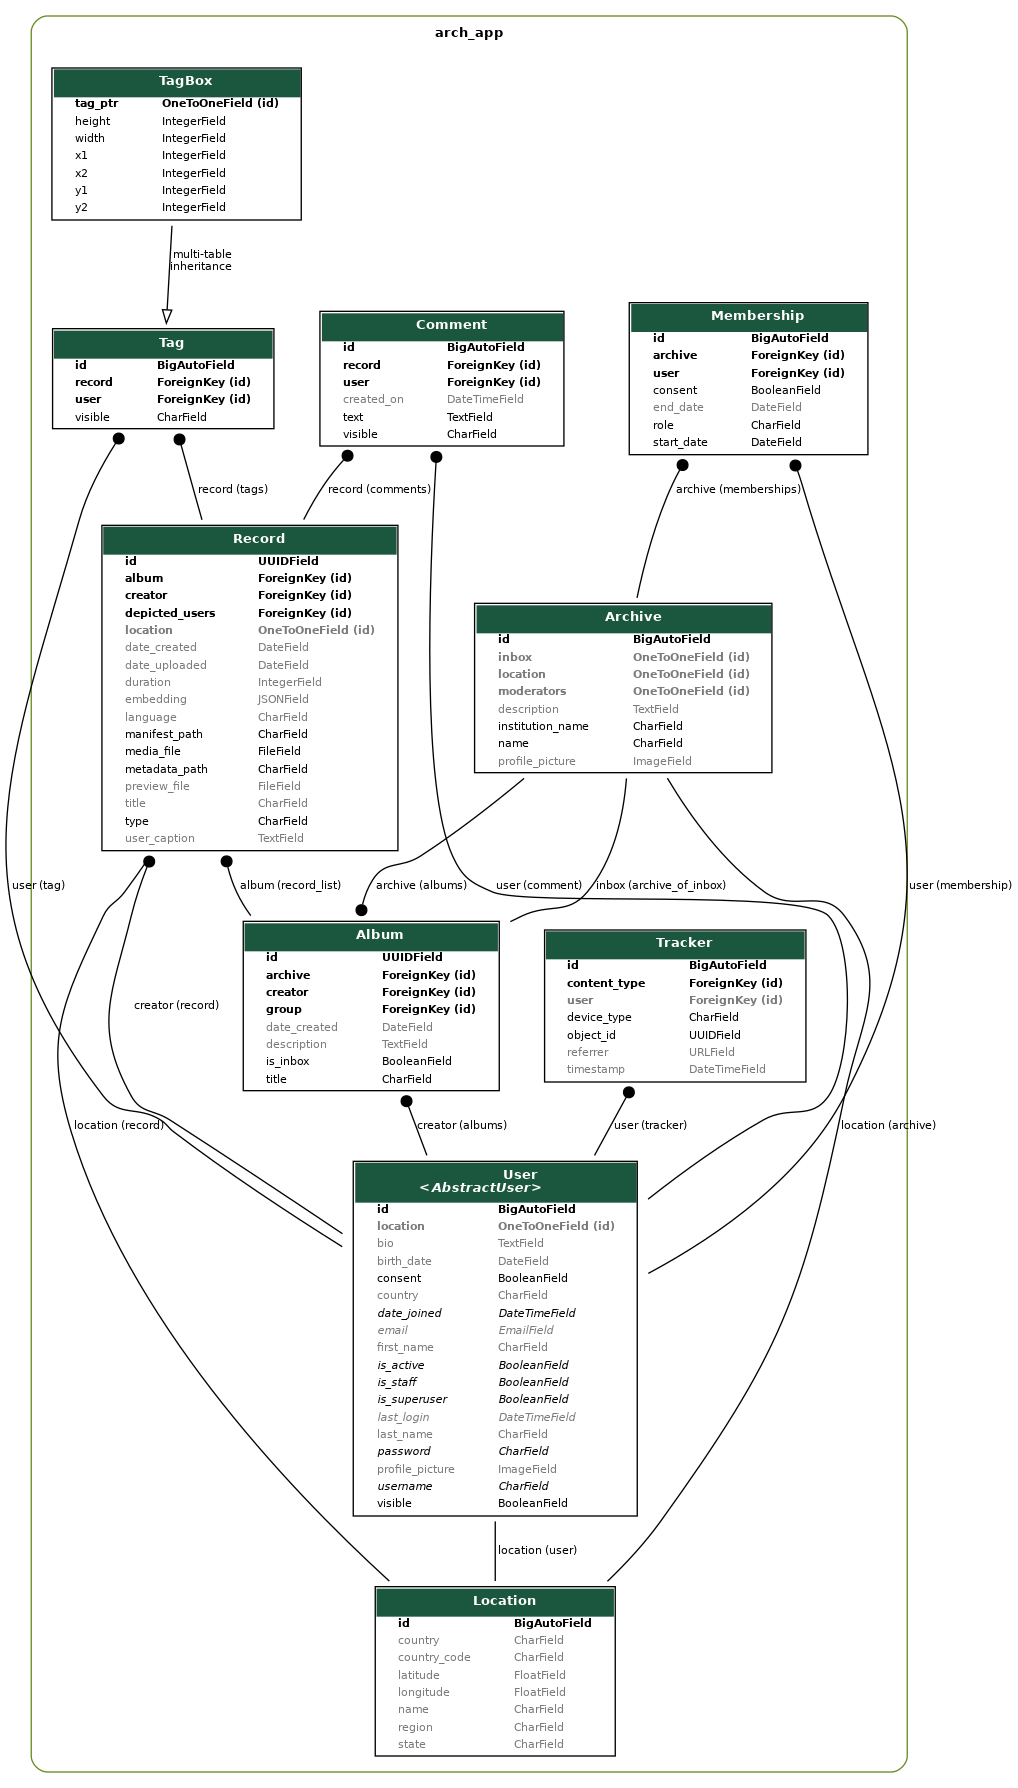 arch_app
TagBox
tag_ptr OneToOneField (id)
height IntegerField
width IntegerField
x1 IntegerField
x2 IntegerField
y1 IntegerField
y2 IntegerField
multi-table
inheritance
Tag
id BigAutoField
record ForeignKey (id)
user ForeignKey (id)
visible CharField
Comment
id BigAutoField
record ForeignKey (id)
user ForeignKey (id)
created_on DateTimeField
text TextField
visible CharField
Membership
id BigAutoField
archive ForeignKey (id)
user ForeignKey (id)
consent BooleanField
end_date DateField
role CharField
start_date DateField
record (tags)
record (comments)
archive (memberships)
Record
id UUIDField
album ForeignKey (id)
creator ForeignKey (id)
depicted_users ForeignKey (id)
location OneToOneField (id)
date_created DateField
date_uploaded DateField
duration IntegerField
embedding JSONField
language CharField
manifest_path CharField
media_file FileField
metadata_path CharField
preview_file FileField
title CharField
type CharField
user_caption TextField
Archive
id BigAutoField
inbox OneToOneField (id)
location OneToOneField (id)
moderators OneToOneField (id)
description TextField
institution_name CharField
name CharField
profile_picture ImageField
user (tag)
album (record_list)
archive (albums)
user (comment)
inbox (archive_of_inbox)
user (membership)
Album
id UUIDField
archive ForeignKey (id)
creator ForeignKey (id)
group ForeignKey (id)
date_created DateField
description TextField
is_inbox BooleanField
title CharField
Tracker
id BigAutoField
content_type ForeignKey (id)
user ForeignKey (id)
device_type CharField
object_id UUIDField
referrer URLField
timestamp DateTimeField
creator (record)
location (record)
creator (albums)
user (tracker)
location (archive)
User
<AbstractUser>
id BigAutoField
location OneToOneField (id)
bio TextField
birth_date DateField
consent BooleanField
country CharField
date_joined DateTimeField
email EmailField
first_name CharField
is_active BooleanField
is_staff BooleanField
is_superuser BooleanField
last_login DateTimeField
last_name CharField
password CharField
profile_picture ImageField
username CharField
visible BooleanField
location (user)
Location
id BigAutoField
country CharField
country_code CharField
latitude FloatField
longitude FloatField
name CharField
region CharField
state CharField